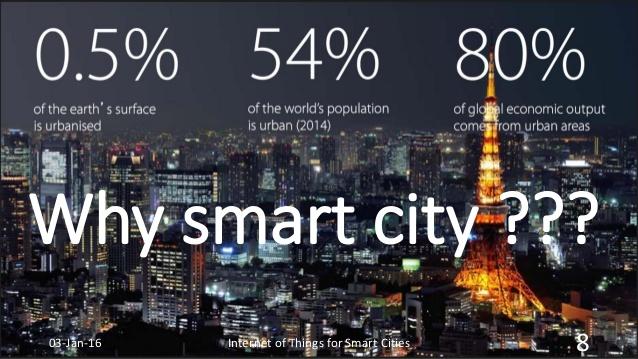 0.5%
of the earth's surface
is urbanised
54%
of the world's population
is urban (2014)
80%
of global economic output
comes from urban areas
Why smart city ???
03-Jan-16
Internet of Things for Smart Cities
8